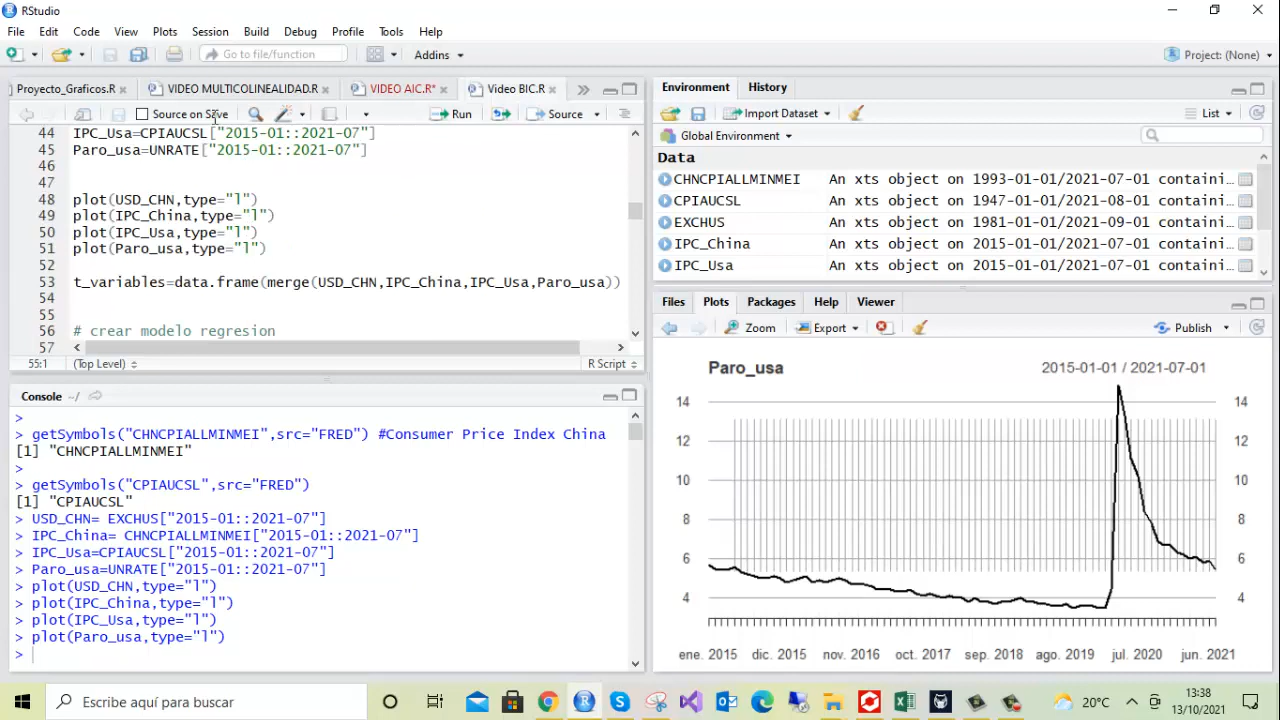 RStudio
File Edit Code View Plots Session Build Debug Profile Tools Help
Go to file/function Addins Project: (None)
Proyecto_Graficos.R VIDEO MULTICOLINEALIDAD.R VIDEO AIC.R* Video BIC.R
Source on Save Run Source
44 IPC_Usa=CPIAUCSL["2015-01::2021-07"]
45 Paro_usa=UNRATE["2015-01::2021-07"]
46
47
48 plot(USD_CHN,type="l")
49 plot(IPC_China,type="l")
50 plot(IPC_Usa,type="l")
51 plot(Paro_usa,type="l")
52
53 t_variables=data.frame(merge(USD_CHN,IPC_China,IPC_Usa,Paro_usa))
54
55
56 # crear modelo regresion
57
55:1 (Top Level) R Script
Console ~/
>
> getSymbols("CHNCPIALLMINMEI",src="FRED") #Consumer Price Index China
[1] "CHNCPIALLMINMEI"
>
> getSymbols("CPIAUCSL",src="FRED")
[1] "CPIAUCSL"
> USD_CHN= EXCHUS["2015-01::2021-07"]
> IPC_China= CHNCPIALLMINMEI["2015-01::2021-07"]
> IPC_Usa=CPIAUCSL["2015-01::2021-07"]
> Paro_usa=UNRATE["2015-01::2021-07"]
> plot(USD_CHN,type="l")
> plot(IPC_China,type="l")
> plot(IPC_Usa,type="l")
> plot(Paro_usa,type="l")
>
Environment History
Import Dataset List
Global Environment
Data
CHNCPIALLMINMEI An xts object on 1993-01-01/2021-07-01 containi…
CPIAUCSL An xts object on 1947-01-01/2021-08-01 containi…
EXCHUS An xts object on 1981-01-01/2021-09-01 containi…
IPC_China An xts object on 2015-01-01/2021-07-01 containi…
IPC_Usa An xts object on 2015-01-01/2021-07-01 containi…
Files Plots Packages Help Viewer
Zoom Export Publish
Paro_usa 2015-01-01 / 2021-07-01
14 14
12 12
10 10
8 8
6 6
4 4
ene. 2015 dic. 2015 nov. 2016 oct. 2017 sep. 2018 ago. 2019 jul. 2020 jun. 2021
Escribe aquí para buscar 20°C 13:38
13/10/2021